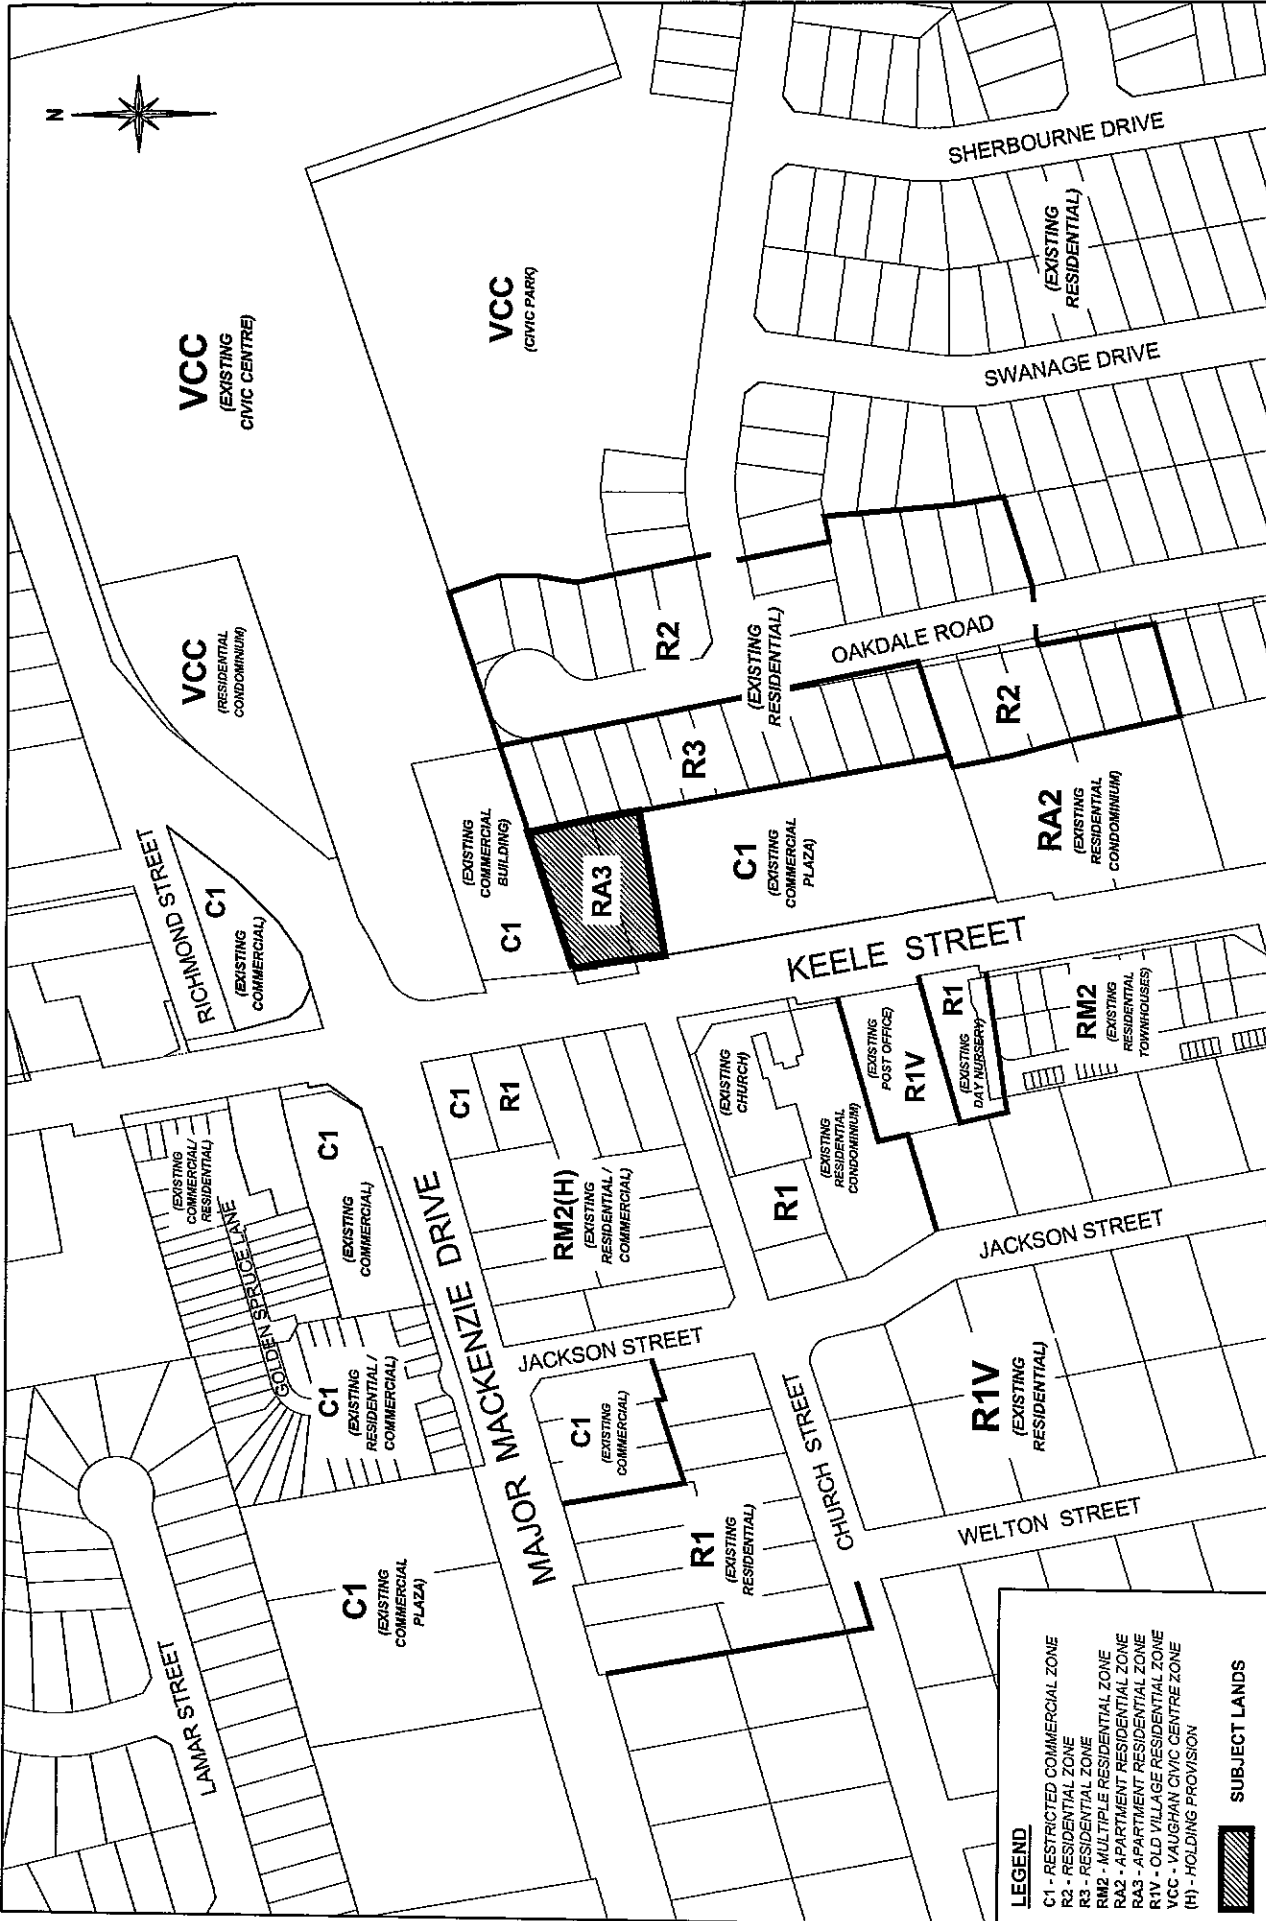 N
VCC
(EXISTING
CIVIC CENTRE)
VCC
(CIVIC PARK)
VCC
(RESIDENTIAL
CONDOMINIUM)
RICHMOND STREET
C1
(EXISTING
COMMERCIAL)
(EXISTING
COMMERCIAL
BUILDING)
C1
RA3
R3
R2
(EXISTING
RESIDENTIAL)
OAKDALE ROAD
R2
SHERBOURNE DRIVE
(EXISTING
RESIDENTIAL)
SWANAGE DRIVE
C1
(EXISTING
COMMERCIAL
PLAZA)
RA2
(EXISTING
RESIDENTIAL
CONDOMINIUM)
KEELE STREET
(EXISTING
COMMERCIAL/
RESIDENTIAL)
GOLDEN SPRUCE LANE
C1
(EXISTING
COMMERCIAL)
C1
(EXISTING
RESIDENTIAL /
COMMERCIAL)
C1
R1
RM2(H)
(EXISTING
RESIDENTIAL /
COMMERCIAL)
(EXISTING
CHURCH)
R1
(EXISTING
RESIDENTIAL
CONDOMINIUM)
(EXISTING
POST OFFICE)
R1V
R1
(EXISTING
DAY NURSERY)
RM2
(EXISTING
RESIDENTIAL
TOWNHOUSES)
MAJOR MACKENZIE DRIVE
JACKSON STREET
JACKSON STREET
C1
(EXISTING
COMMERCIAL)
CHURCH STREET
R1V
(EXISTING
RESIDENTIAL)
WELTON STREET
R1
(EXISTING
RESIDENTIAL)
C1
(EXISTING
COMMERCIAL
PLAZA)
LAMAR STREET
LEGEND
C1 - RESTRICTED COMMERCIAL ZONE
R2 - RESIDENTIAL ZONE
R3 - RESIDENTIAL ZONE
RM2 - MULTIPLE RESIDENTIAL ZONE
RA2 - APARTMENT RESIDENTIAL ZONE
RA3 - APARTMENT RESIDENTIAL ZONE
R1V - OLD VILLAGE RESIDENTIAL ZONE
VCC - VAUGHAN CIVIC CENTRE ZONE
(H) - HOLDING PROVISION
SUBJECT LANDS